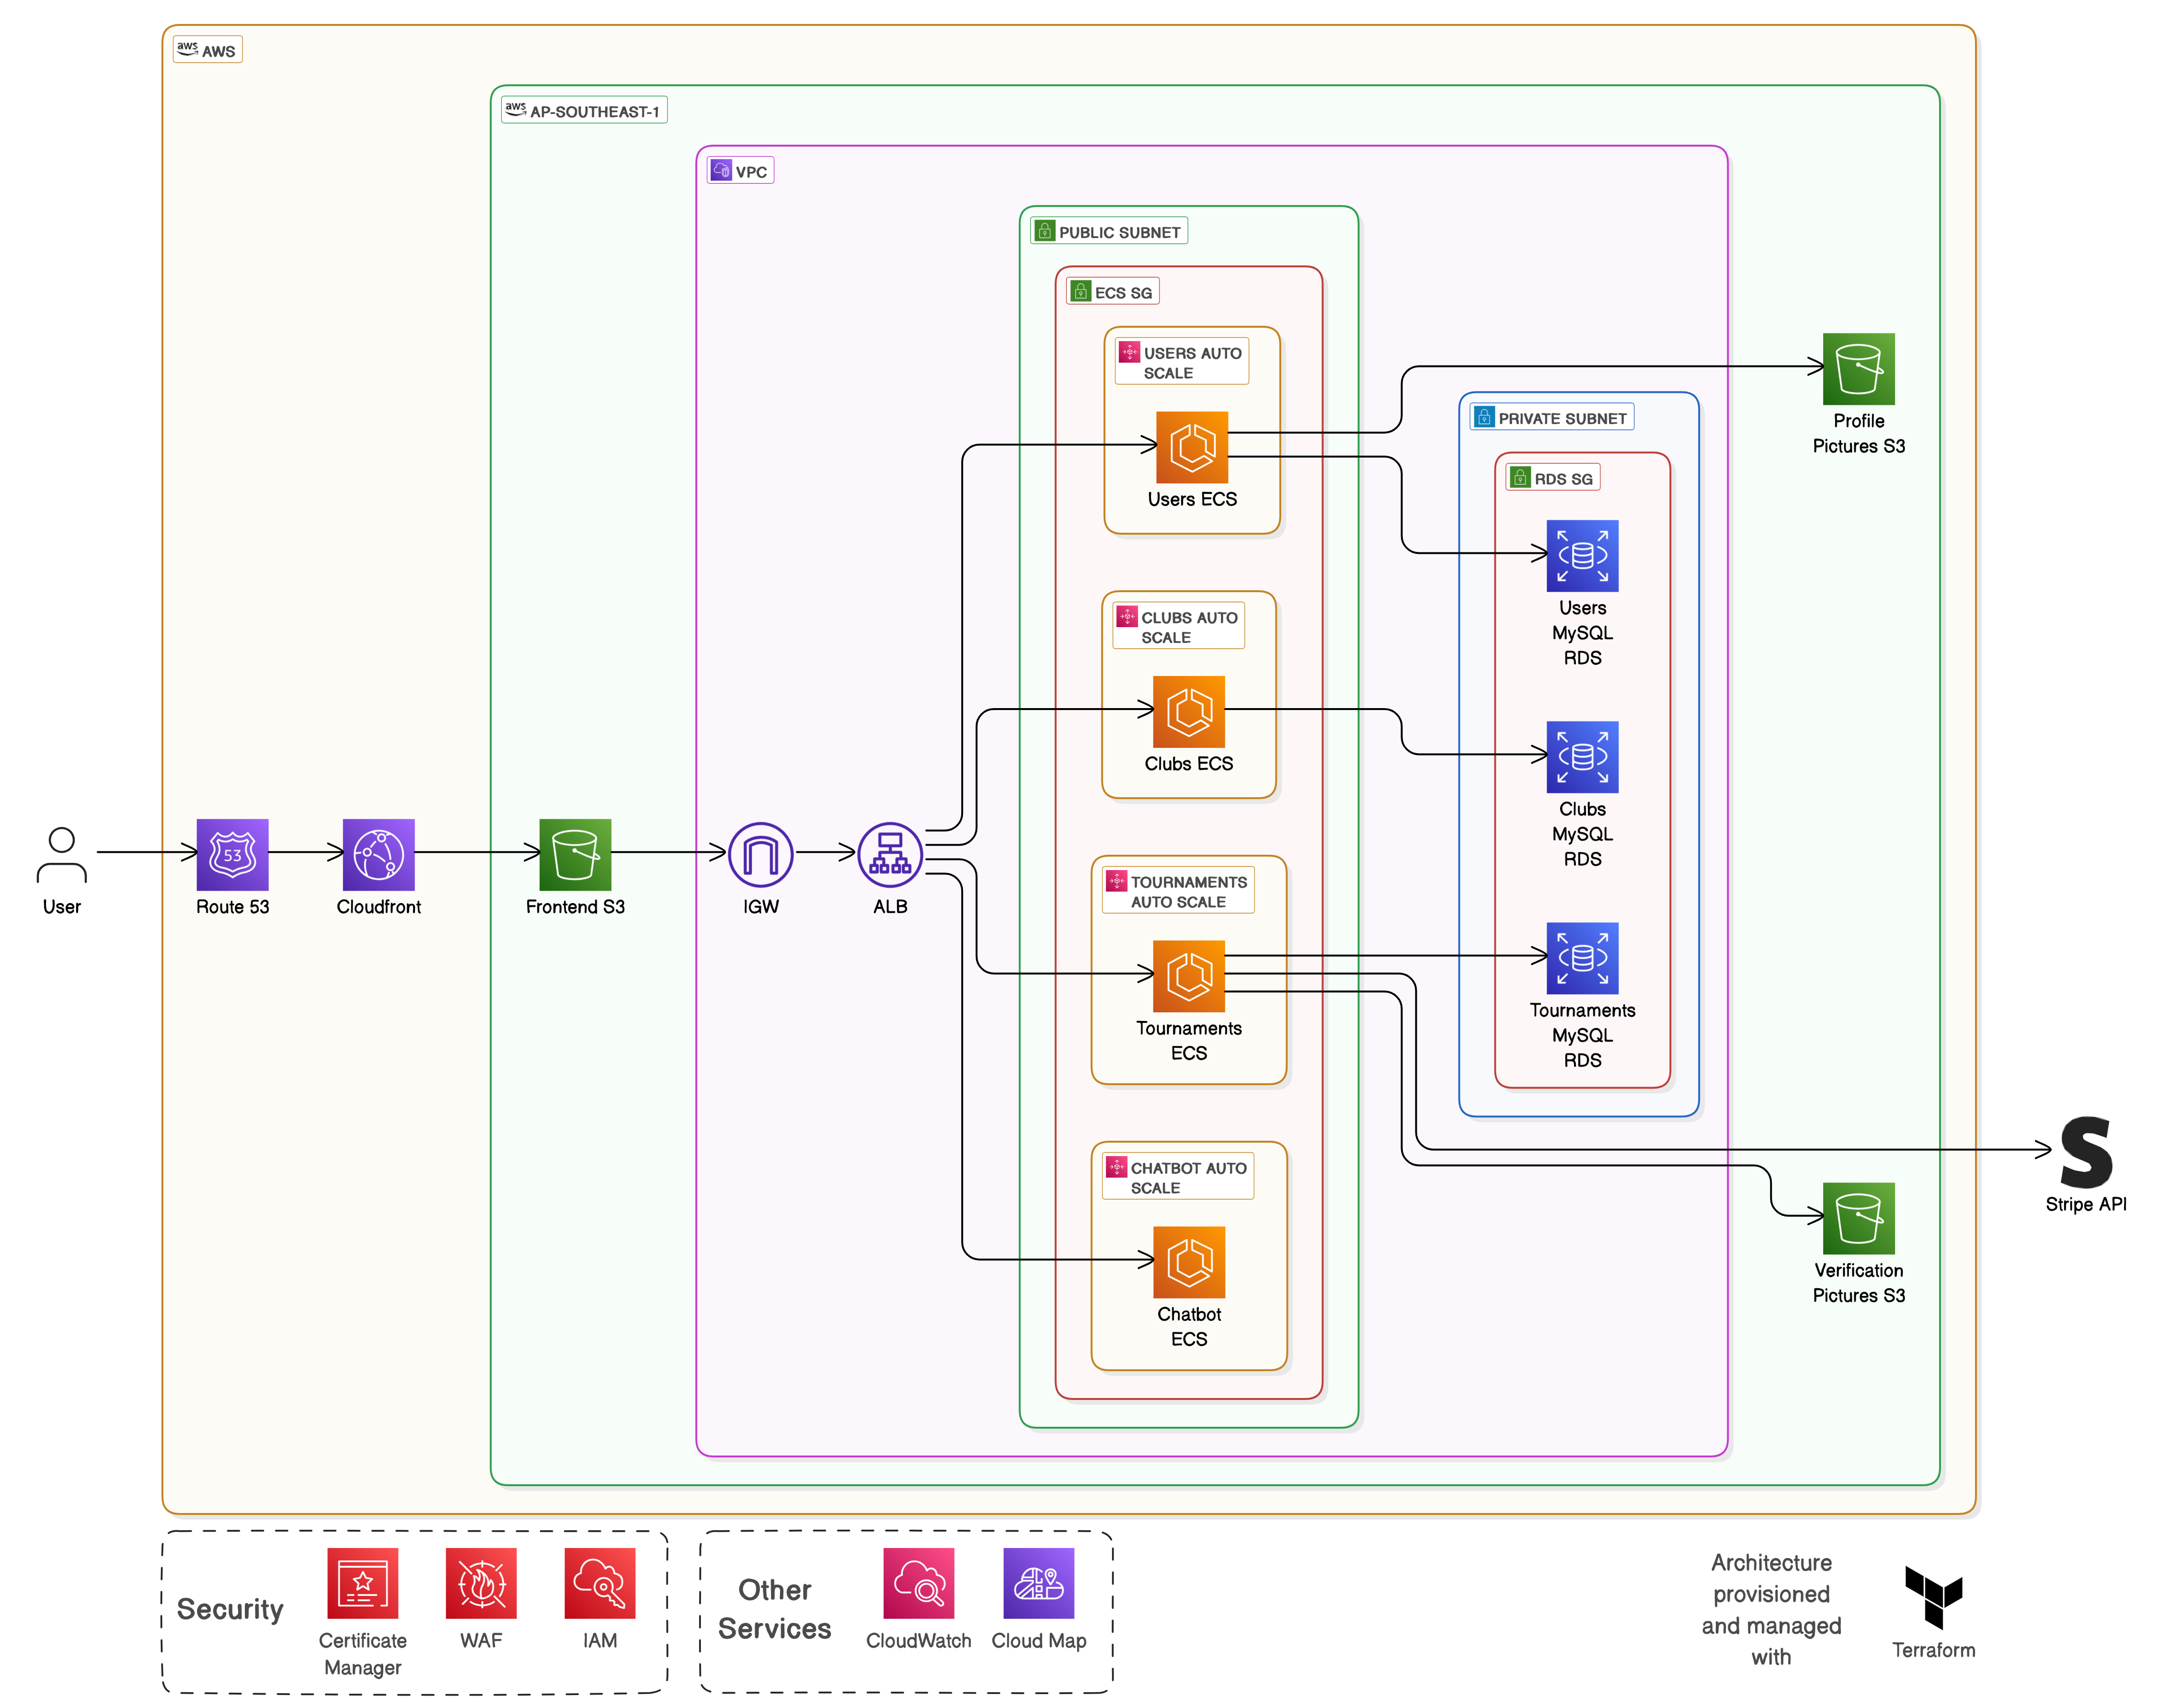 aws AWS
aws AP-SOUTHEAST-1
VPC
PUBLIC SUBNET
ECS SG
USERS AUTO
SCALE
Users ECS
CLUBS AUTO
SCALE
Clubs ECS
TOURNAMENTS
AUTO SCALE
Tournaments
ECS
CHATBOT AUTO
SCALE
Chatbot
ECS
PRIVATE SUBNET
RDS SG
Users
MySQL
RDS
Clubs
MySQL
RDS
Tournaments
MySQL
RDS
Profile
Pictures S3
Verification
Pictures S3
S
Stripe API
User
53
Route 53
Cloudfront
Frontend S3
IGW
ALB
Security
Certificate
Manager
WAF
IAM
Other
Services
CloudWatch
Cloud Map
Architecture
provisioned
and managed
with
Terraform